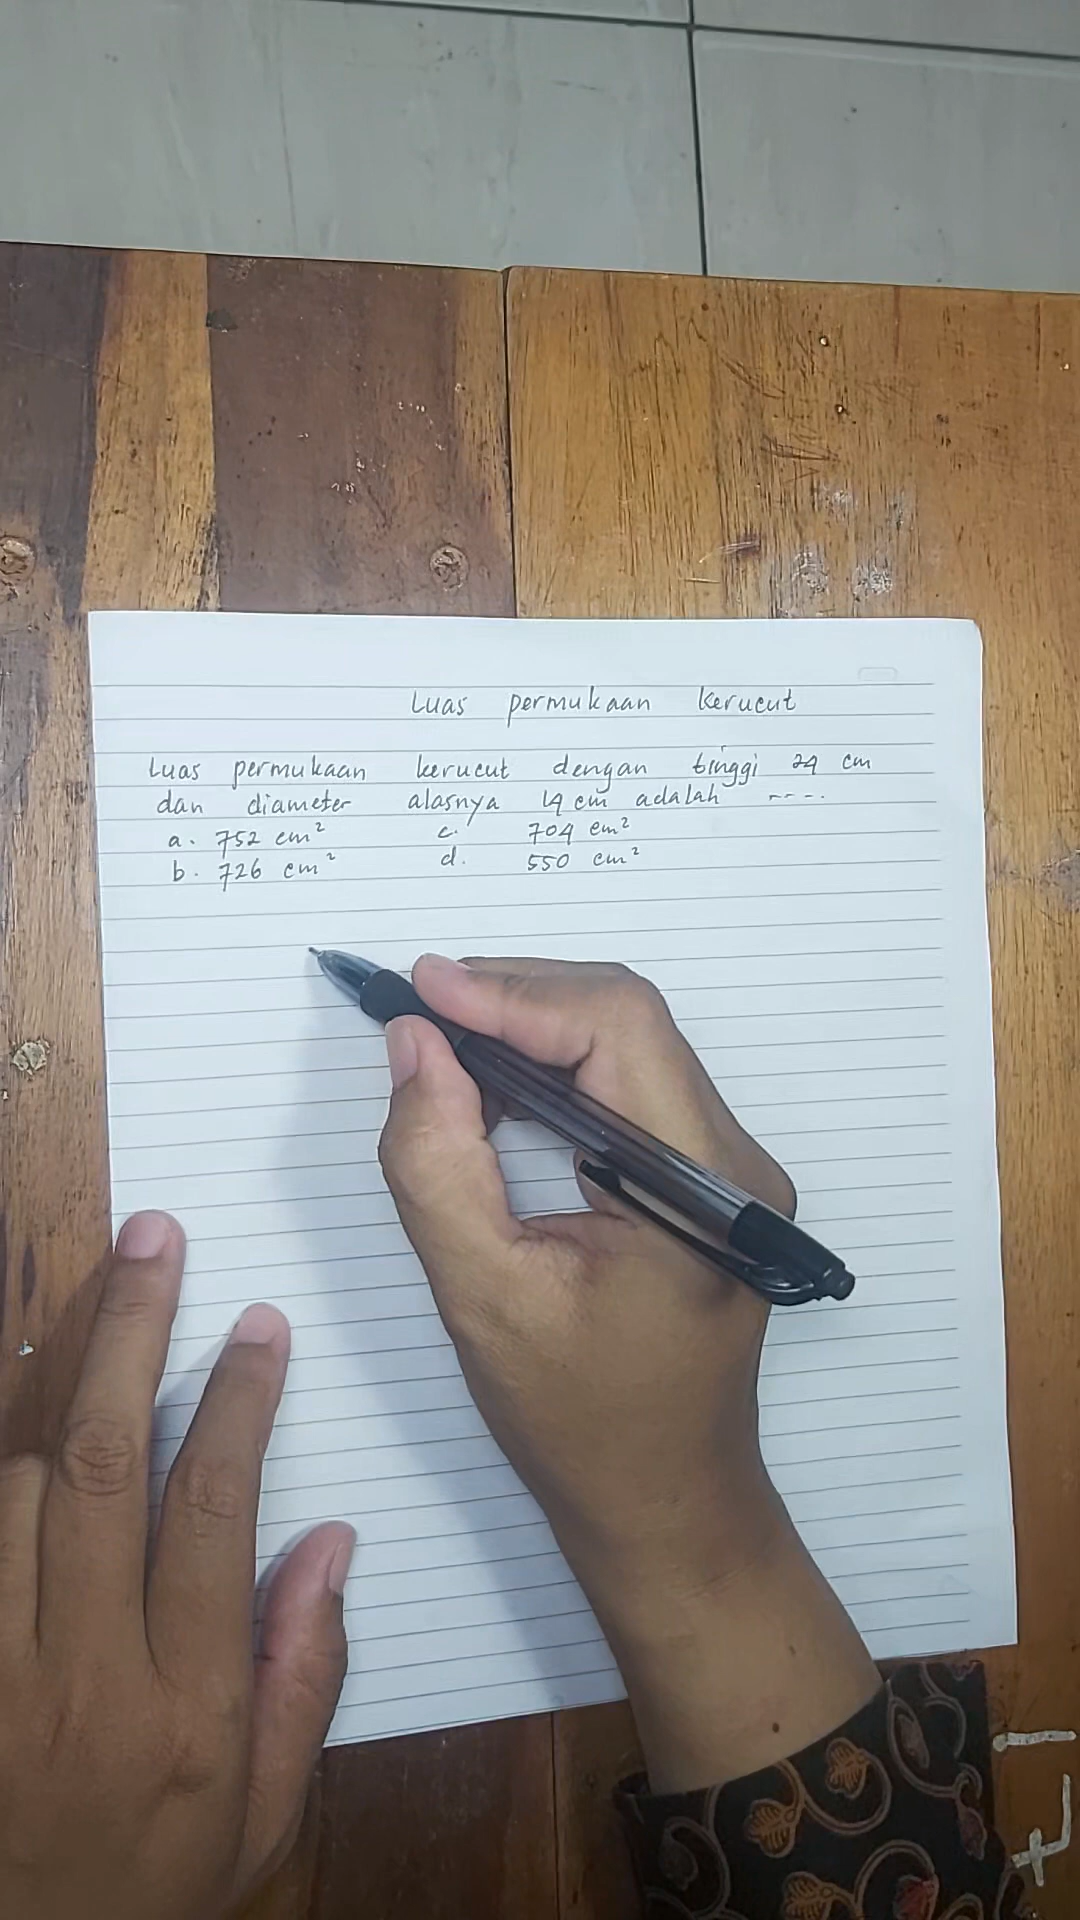 Luas permukaan kerucut
Luas permukaan kerucut dengan tinggi 24 cm
dan diameter alasnya 14 cm adalah ----.
a. 752 cm² c. 704 cm²
b. 726 cm² d. 550 cm²